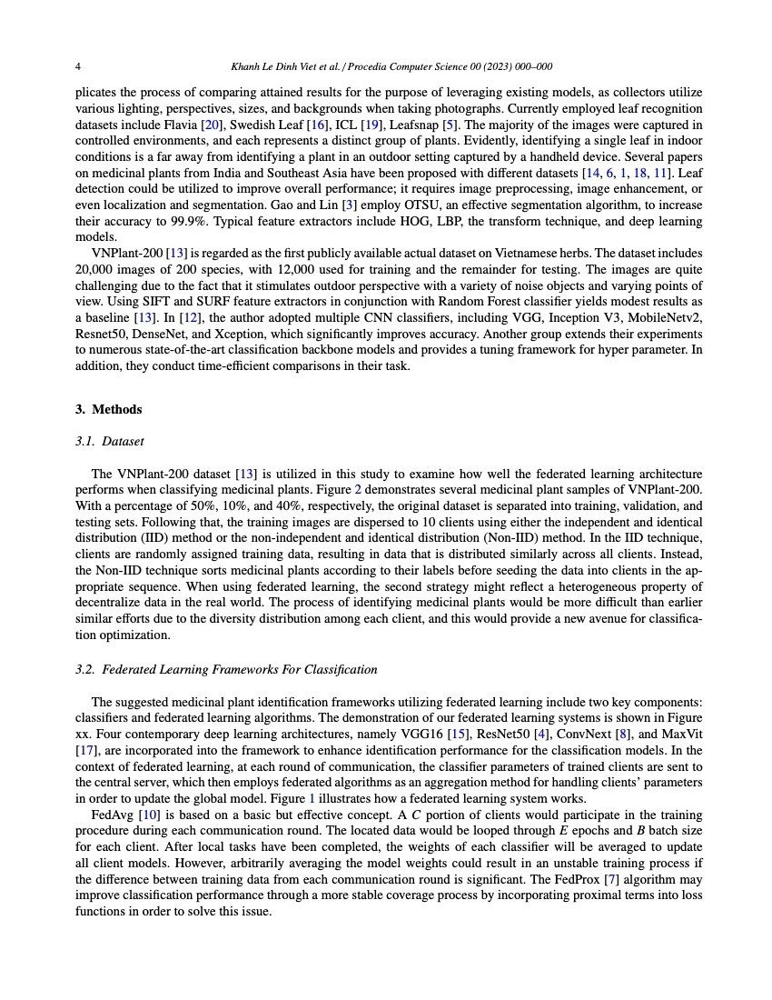 4
Khanh Le Dinh Viet et al. / Procedia Computer Science 00 (2023) 000–000
plicates the process of comparing attained results for the purpose of leveraging existing models, as collectors utilize
various lighting, perspectives, sizes, and backgrounds when taking photographs. Currently employed leaf recognition
datasets include Flavia [20], Swedish Leaf [16], ICL [19], Leafsnap [5]. The majority of the images were captured in
controlled environments, and each represents a distinct group of plants. Evidently, identifying a single leaf in indoor
conditions is a far away from identifying a plant in an outdoor setting captured by a handheld device. Several papers
on medicinal plants from India and Southeast Asia have been proposed with different datasets [14, 6, 1, 18, 11]. Leaf
detection could be utilized to improve overall performance; it requires image preprocessing, image enhancement, or
even localization and segmentation. Gao and Lin [3] employ OTSU, an effective segmentation algorithm, to increase
their accuracy to 99.9%. Typical feature extractors include HOG, LBP, the transform technique, and deep learning
models.
VNPlant-200 [13] is regarded as the first publicly available actual dataset on Vietnamese herbs. The dataset includes
20,000 images of 200 species, with 12,000 used for training and the remainder for testing. The images are quite
challenging due to the fact that it stimulates outdoor perspective with a variety of noise objects and varying points of
view. Using SIFT and SURF feature extractors in conjunction with Random Forest classifier yields modest results as
a baseline [13]. In [12], the author adopted multiple CNN classifiers, including VGG, Inception V3, MobileNetv2,
Resnet50, DenseNet, and Xception, which significantly improves accuracy. Another group extends their experiments
to numerous state-of-the-art classification backbone models and provides a tuning framework for hyper parameter. In
addition, they conduct time-efficient comparisons in their task.
3. Methods
3.1. Dataset
The VNPlant-200 dataset [13] is utilized in this study to examine how well the federated learning architecture
performs when classifying medicinal plants. Figure 2 demonstrates several medicinal plant samples of VNPlant-200.
With a percentage of 50%, 10%, and 40%, respectively, the original dataset is separated into training, validation, and
testing sets. Following that, the training images are dispersed to 10 clients using either the independent and identical
distribution (IID) method or the non-independent and identical distribution (Non-IID) method. In the IID technique,
clients are randomly assigned training data, resulting in data that is distributed similarly across all clients. Instead,
the Non-IID technique sorts medicinal plants according to their labels before seeding the data into clients in the ap-
propriate sequence. When using federated learning, the second strategy might reflect a heterogeneous property of
decentralize data in the real world. The process of identifying medicinal plants would be more difficult than earlier
similar efforts due to the diversity distribution among each client, and this would provide a new avenue for classifica-
tion optimization.
3.2. Federated Learning Frameworks For Classification
The suggested medicinal plant identification frameworks utilizing federated learning include two key components:
classifiers and federated learning algorithms. The demonstration of our federated learning systems is shown in Figure
xx. Four contemporary deep learning architectures, namely VGG16 [15], ResNet50 [4], ConvNext [8], and MaxVit
[17], are incorporated into the framework to enhance identification performance for the classification models. In the
context of federated learning, at each round of communication, the classifier parameters of trained clients are sent to
the central server, which then employs federated algorithms as an aggregation method for handling clients' parameters
in order to update the global model. Figure 1 illustrates how a federated learning system works.
FedAvg [10] is based on a basic but effective concept. A C portion of clients would participate in the training
procedure during each communication round. The located data would be looped through E epochs and B batch size
for each client. After local tasks have been completed, the weights of each classifier will be averaged to update
all client models. However, arbitrarily averaging the model weights could result in an unstable training process if
the difference between training data from each communication round is significant. The FedProx [7] algorithm may
improve classification performance through a more stable coverage process by incorporating proximal terms into loss
functions in order to solve this issue.